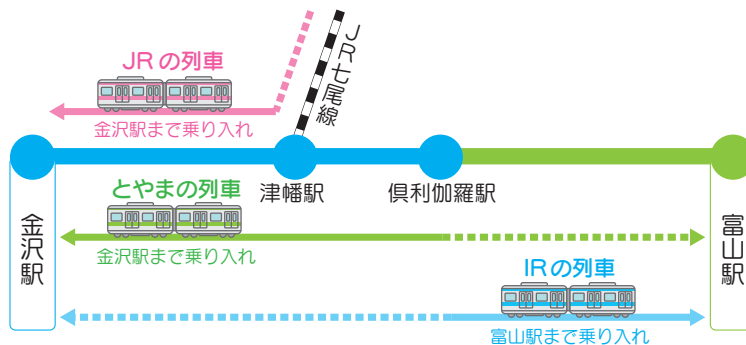 JRの列車
金沢駅まで乗り入れ
JR七尾線
津幡駅
倶利伽羅駅
金沢駅
富山駅
とやまの列車
金沢駅まで乗り入れ
IRの列車
富山駅まで乗り入れ